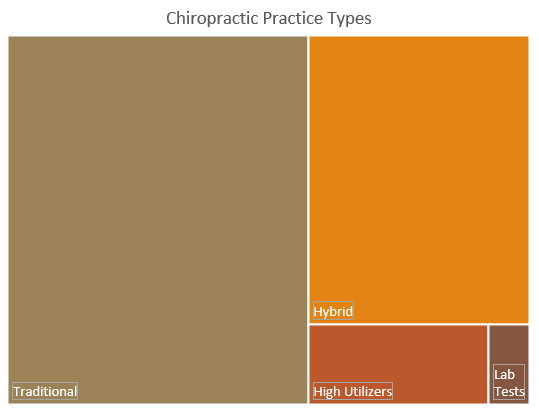 Chiropractic Practice Types
Hybrid
Traditional
High Utilizers
Lab
Tests